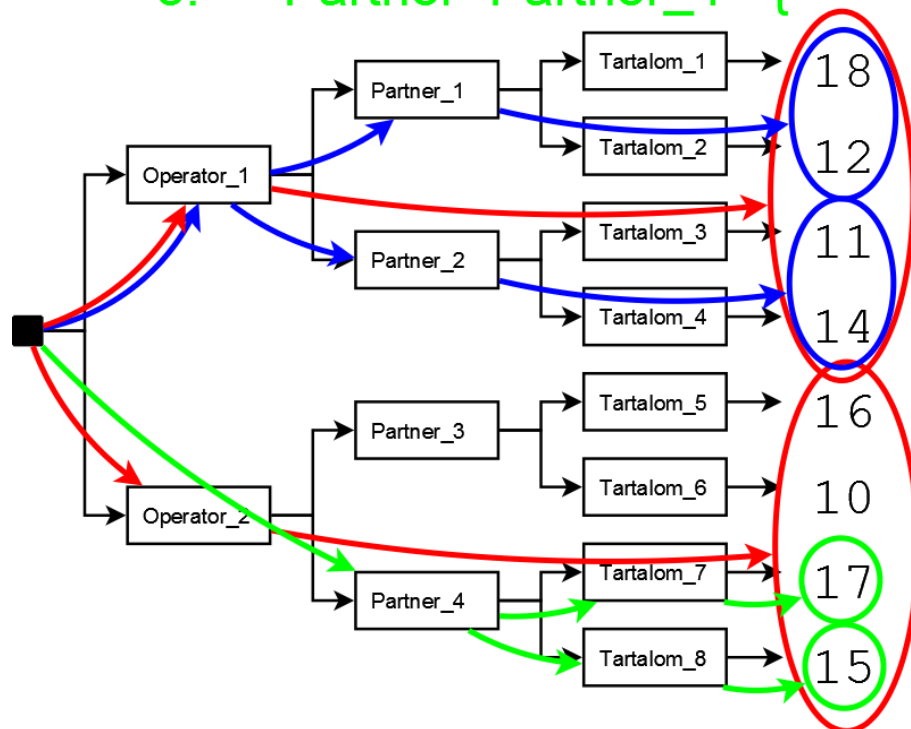 Tartalom_1
18
Partner_1
Tartalom_2
12
Operator_1
Tartalom_3
11
Partner_2
Tartalom_4
14
Tartalom_5
16
Partner_3
Tartalom_6
10
Operator_2
Tartalom_7
17
Partner_4
Tartalom_8
15